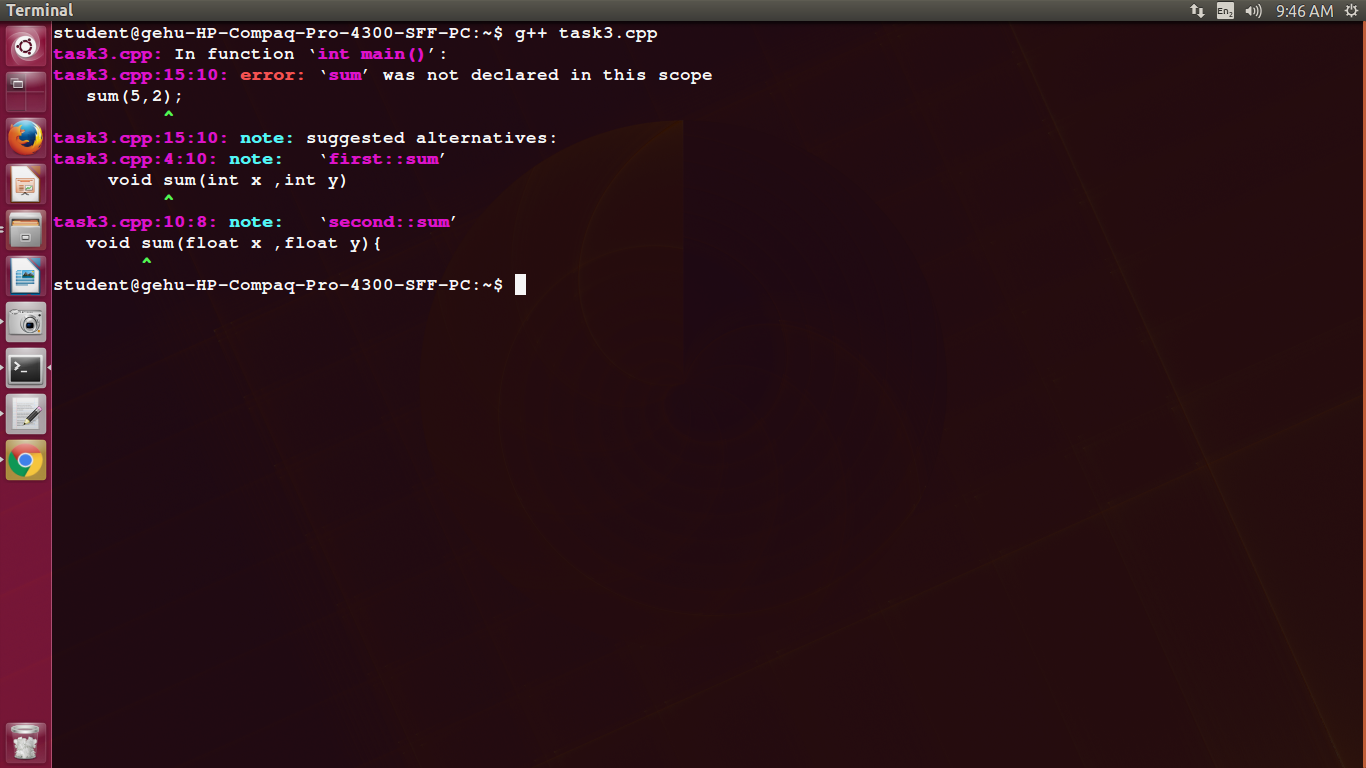 Terminal
En2
9:46 AM
student@gehu-HP-Compaq-Pro-4300-SFF-PC:~$ g++ task3.cpp
task3.cpp: In function ‘int main()’:
task3.cpp:15:10: error: ‘sum’ was not declared in this scope
   sum(5,2);
          ^
task3.cpp:15:10: note: suggested alternatives:
task3.cpp:4:10: note:   ‘first::sum’
     void sum(int x ,int y)
          ^
task3.cpp:10:8: note:   ‘second::sum’
   void sum(float x ,float y){
        ^
student@gehu-HP-Compaq-Pro-4300-SFF-PC:~$